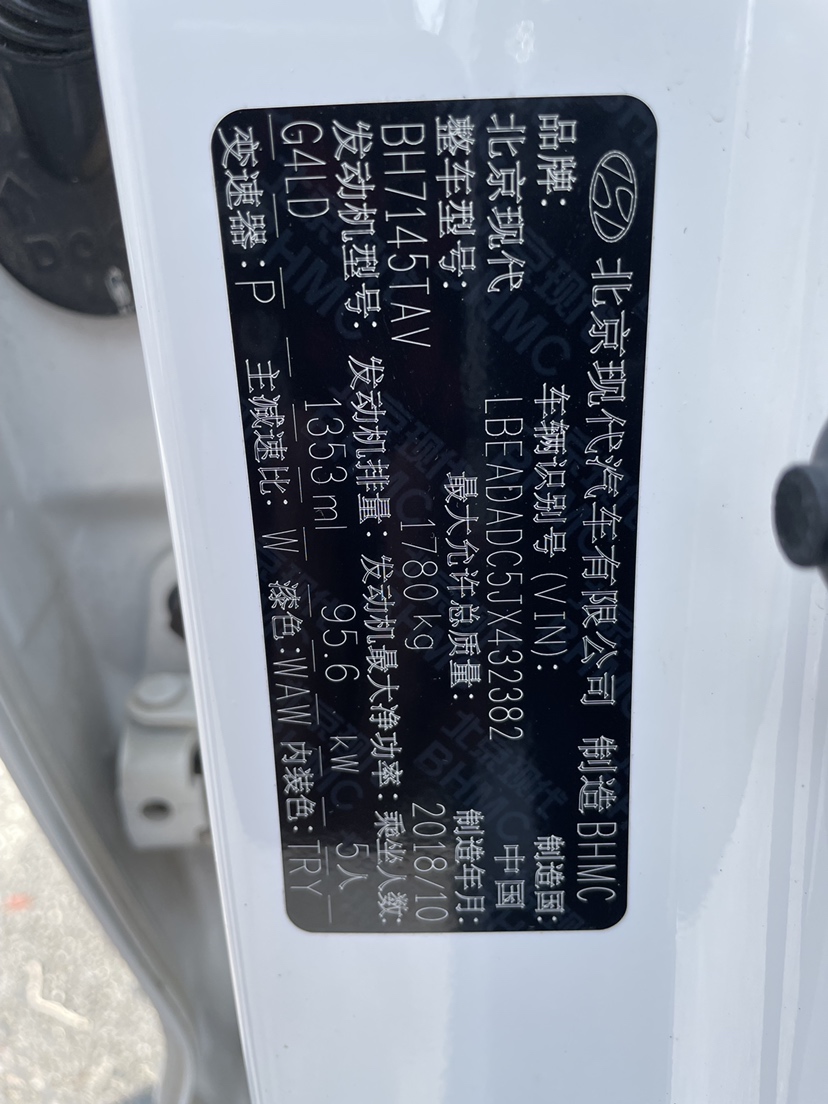 北京现代汽车有限公司 制造 BHMC
品牌: 车辆识别号 (VIN): 制造国:
北京现代 LBEADADC5JX432382 中国
整车型号: 最大允许总质量: 制造年月:
BH7145TAV 1780kg 2018/10
发动机型号: 发动机排量: 发动机最大净功率: 乘坐人数:
G4LD 1353ml 95.6 kW 5人
变速器: P 主减速比: W 漆色: WAW 内装色: TRY